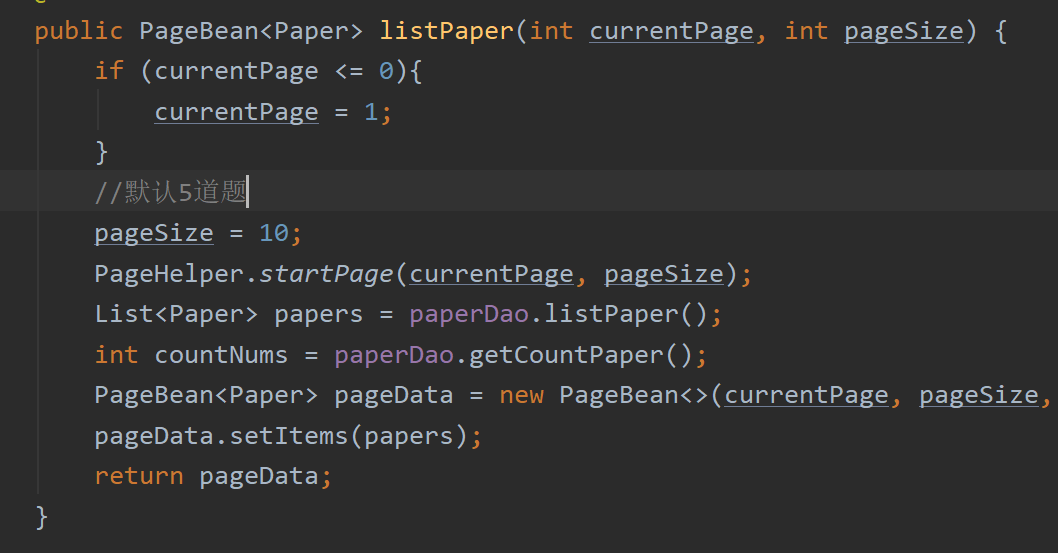 public PageBean<Paper> listPaper(int currentPage, int pageSize) {
if (currentPage <= 0){
currentPage = 1;
}
//默认5道题
pageSize = 10;
PageHelper.startPage(currentPage, pageSize);
List<Paper> papers = paperDao.listPaper();
int countNums = paperDao.getCountPaper();
PageBean<Paper> pageData = new PageBean<>(currentPage, pageSize,
pageData.setItems(papers);
return pageData;
}